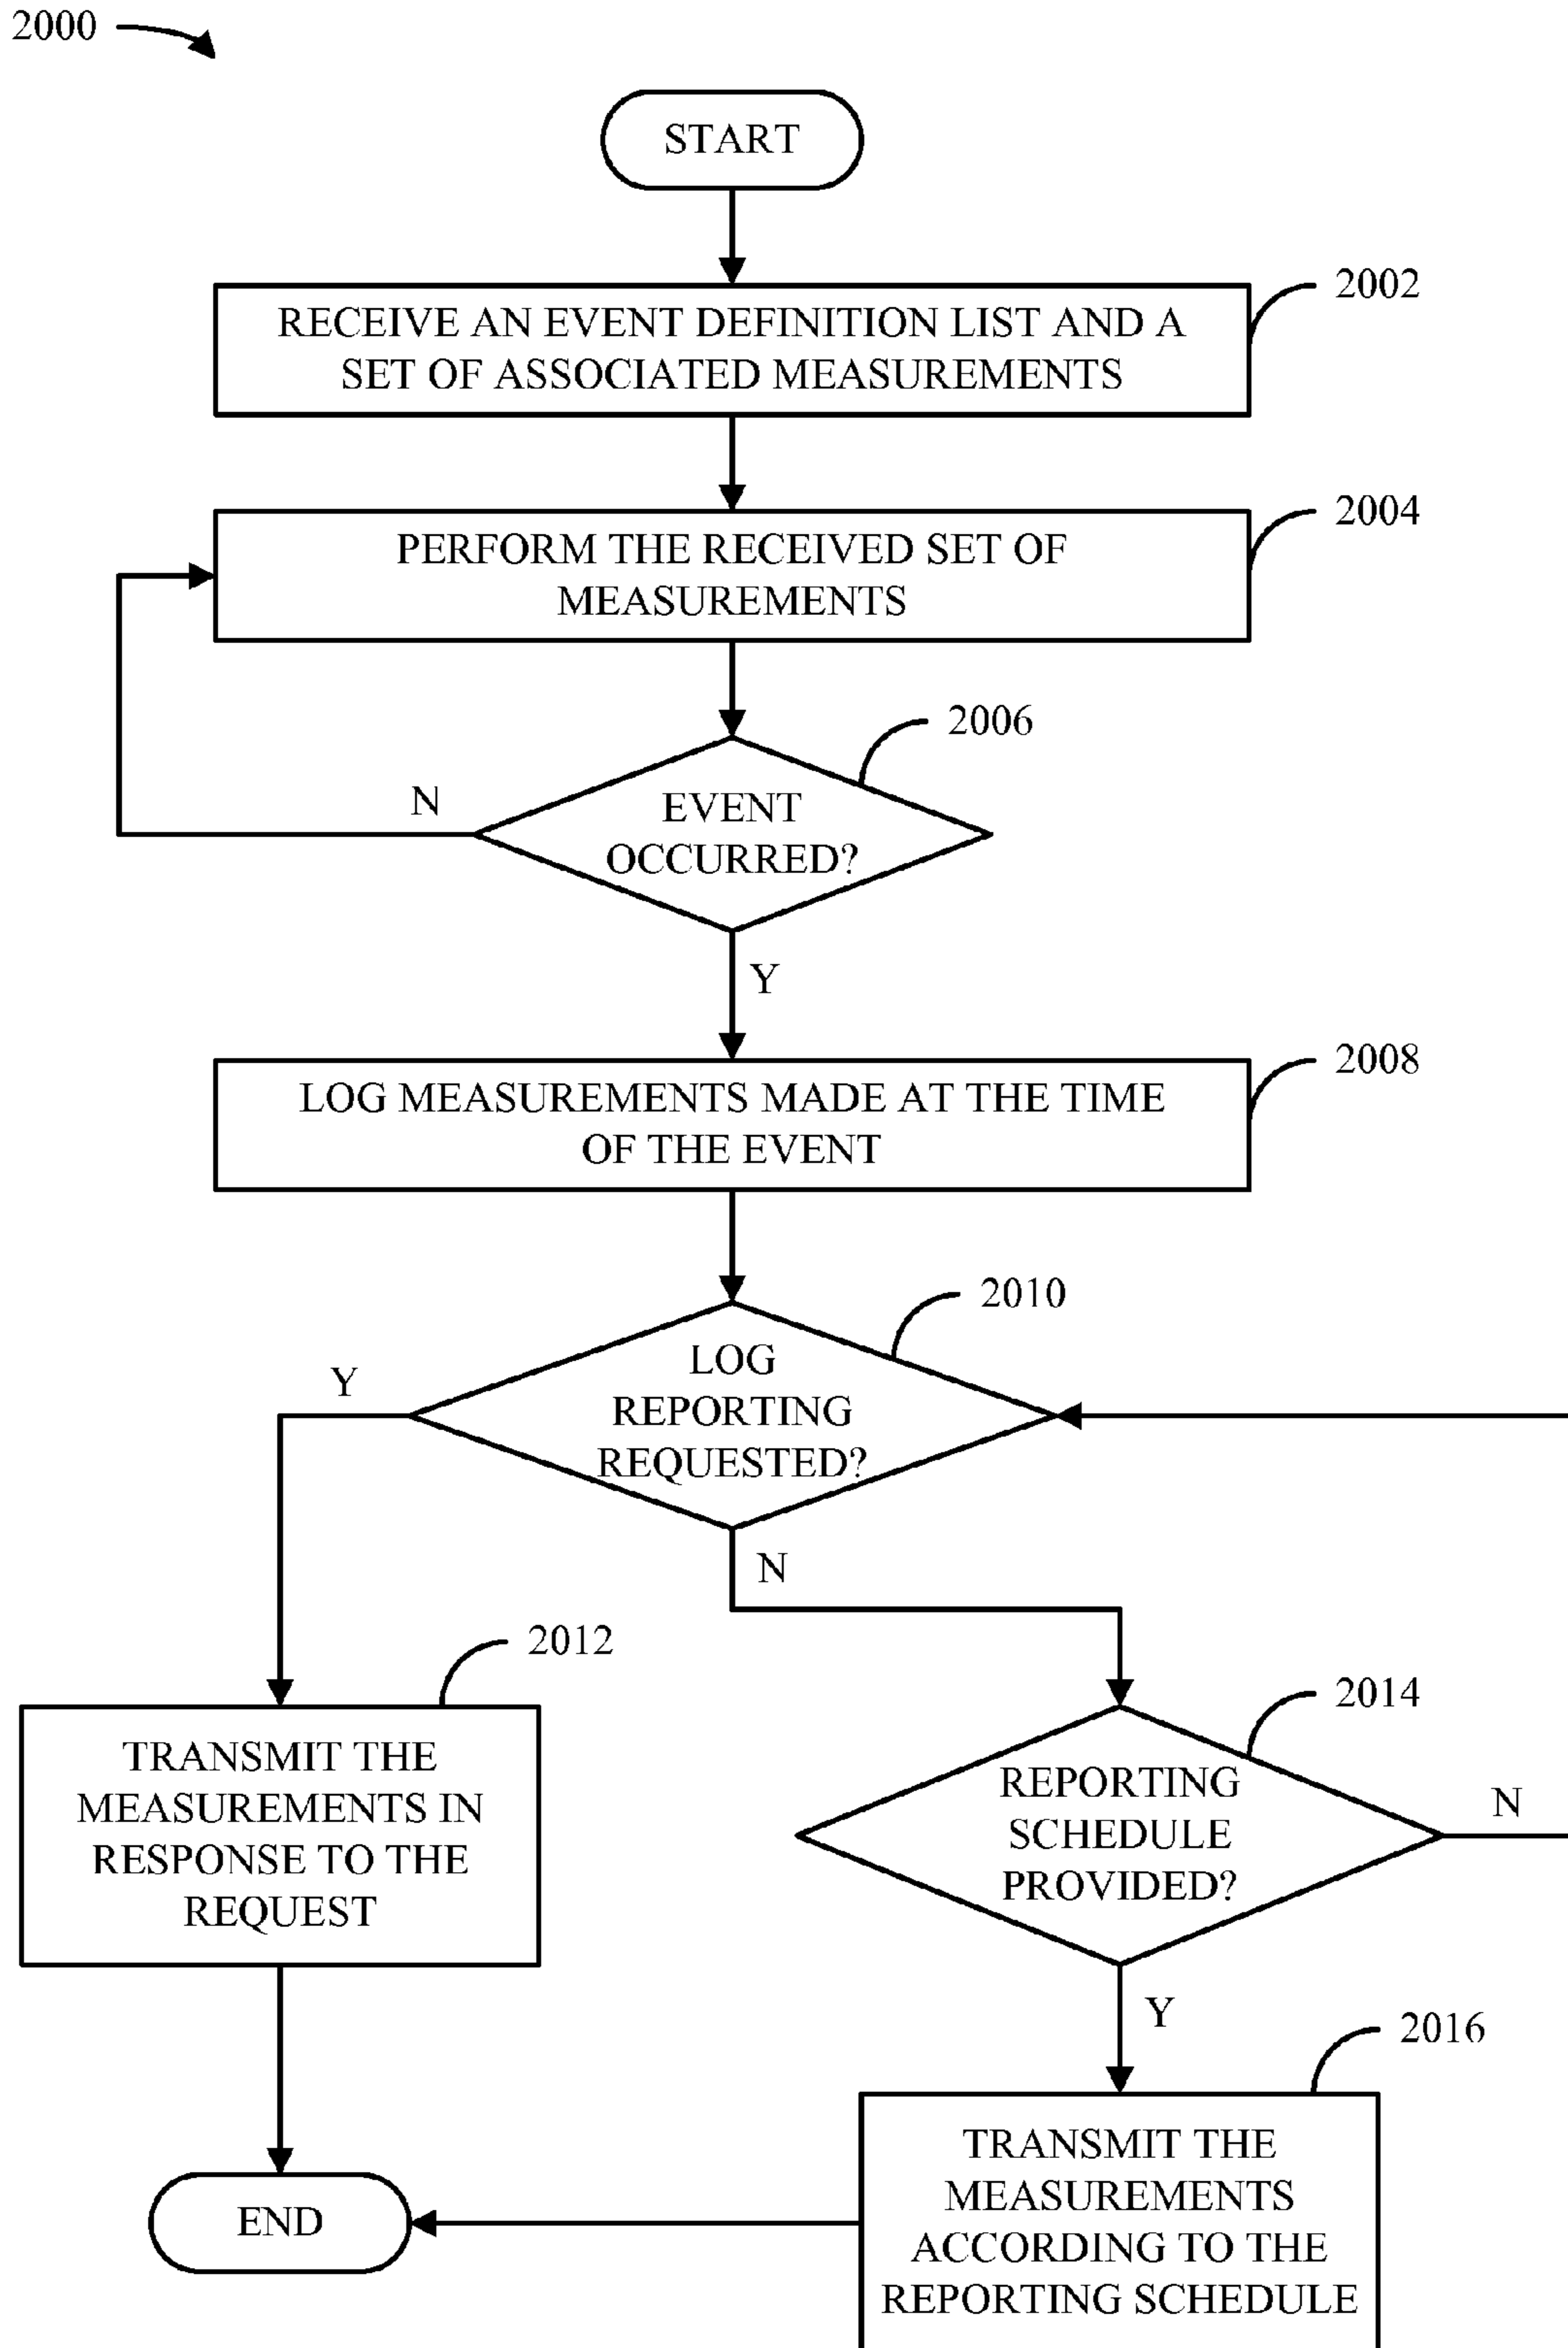 2000
START
RECEIVE AN EVENT DEFINITION LIST AND A
SET OF ASSOCIATED MEASUREMENTS
2002
PERFORM THE RECEIVED SET OF
MEASUREMENTS
2004
EVENT
OCCURRED?
2006
N
Y
LOG MEASUREMENTS MADE AT THE TIME
OF THE EVENT
2008
LOG
REPORTING
REQUESTED?
2010
Y
N
TRANSMIT THE
MEASUREMENTS IN
RESPONSE TO THE
REQUEST
2012
REPORTING
SCHEDULE
PROVIDED?
2014
N
Y
TRANSMIT THE
MEASUREMENTS
ACCORDING TO THE
REPORTING SCHEDULE
2016
END